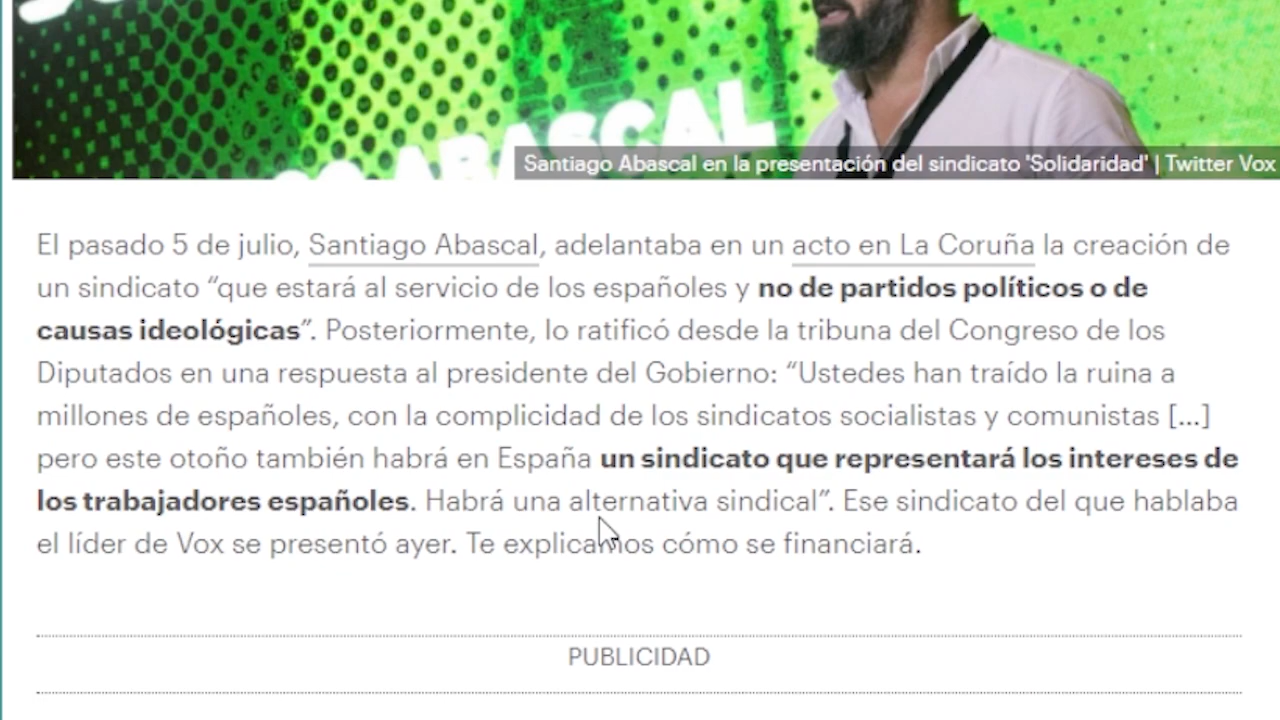 ABASCAL
Santiago Abascal en la presentación del sindicato 'Solidaridad' | Twitter Vox
El pasado 5 de julio, Santiago Abascal, adelantaba en un acto en La Coruña la creación de
un sindicato “que estará al servicio de los españoles y no de partidos políticos o de
causas ideológicas”. Posteriormente, lo ratificó desde la tribuna del Congreso de los
Diputados en una respuesta al presidente del Gobierno: “Ustedes han traído la ruina a
millones de españoles, con la complicidad de los sindicatos socialistas y comunistas [...]
pero este otoño también habrá en España un sindicato que representará los intereses de
los trabajadores españoles. Habrá una alternativa sindical”. Ese sindicato del que hablaba
el líder de Vox se presentó ayer. Te explicamos cómo se financiará.
PUBLICIDAD